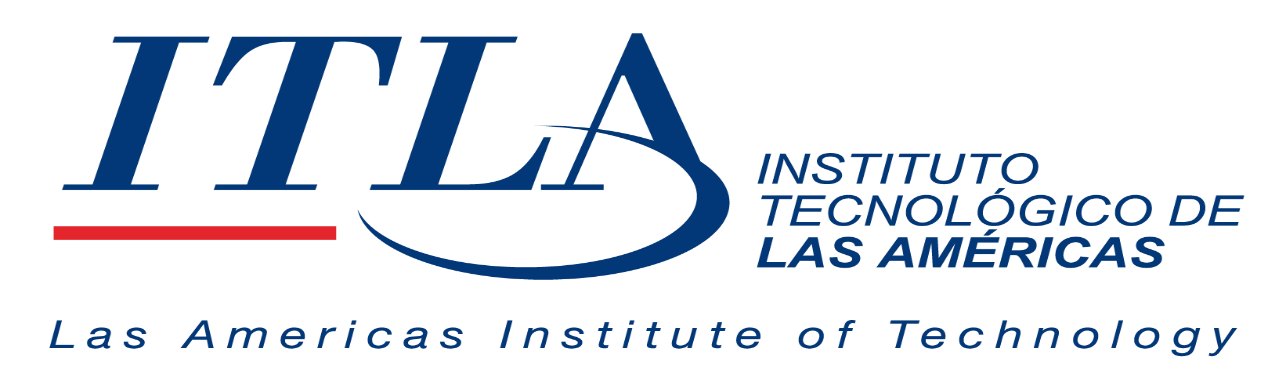 ITLA
INSTITUTO
TECNOLÓGICO DE
LAS AMÉRICAS
Las Americas Institute of Technology